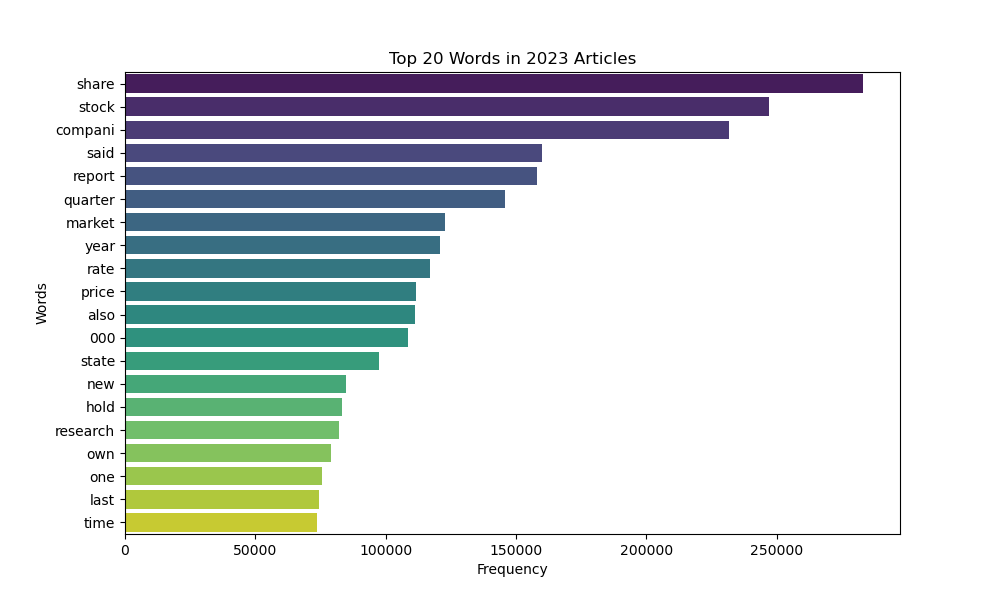 Top 20 Words in 2023 Articles
Words
share
stock
compani
said
report
quarter
market
year
rate
price
also
000
state
new
hold
research
own
one
last
time
0 50000 100000 150000 200000 250000
Frequency